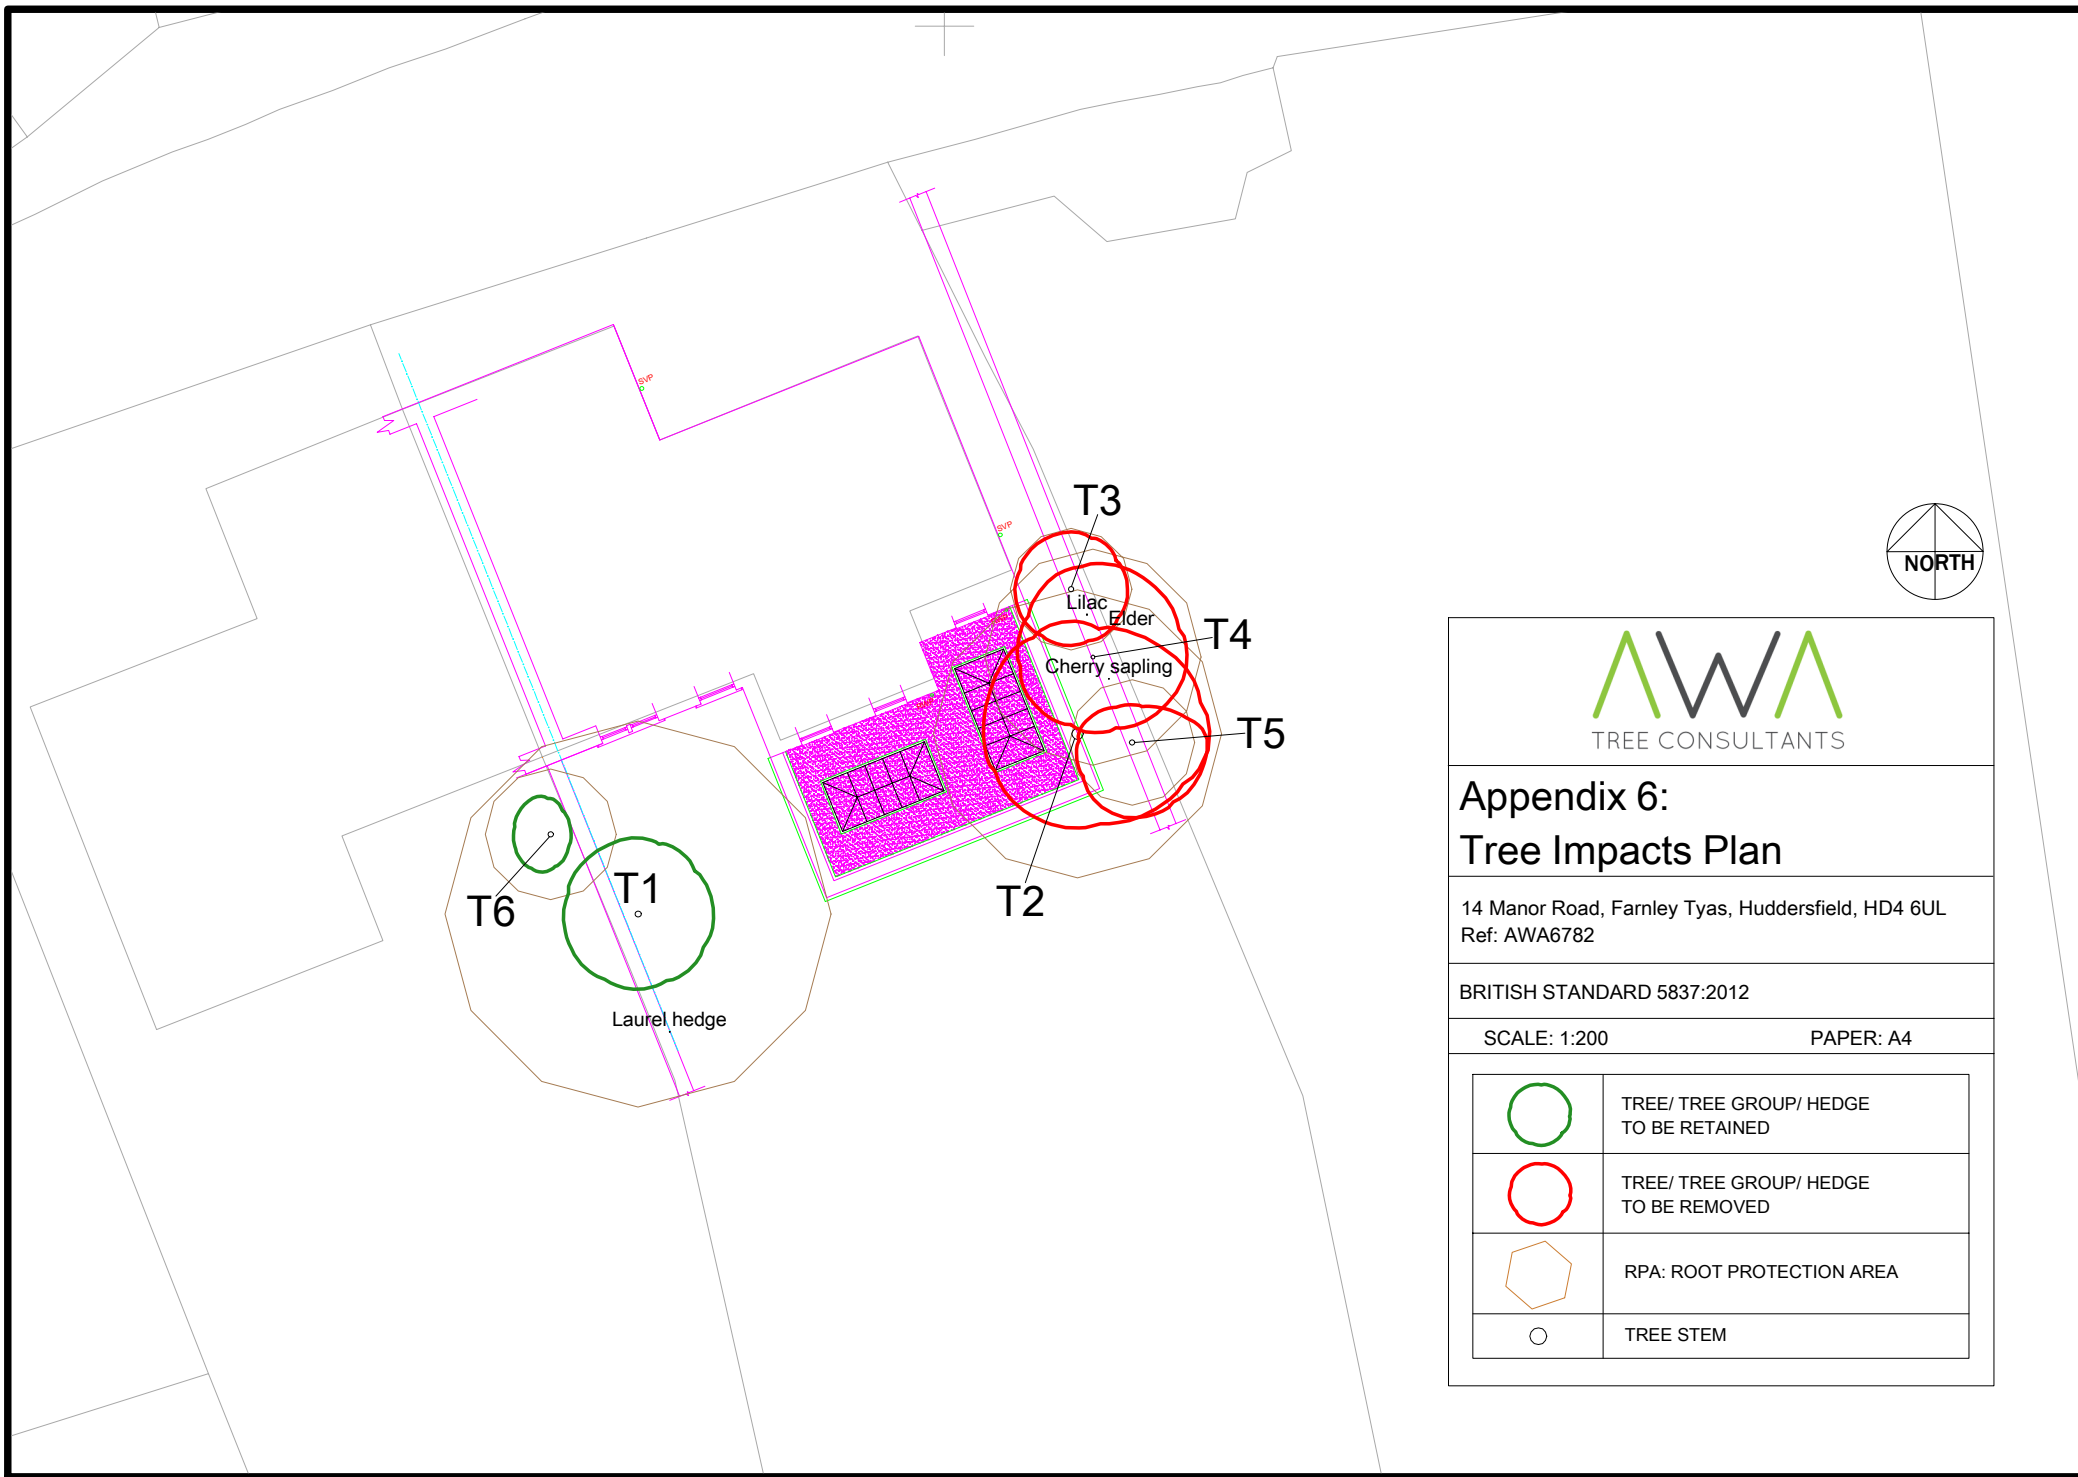 SVP
SVP
T3
Lilac
Elder
T4
Cherry sapling
T5
T2
T6
T1
Laurel hedge
NORTH
AWA
TREE CONSULTANTS
Appendix 6:
Tree Impacts Plan
14 Manor Road, Farnley Tyas, Huddersfield, HD4 6UL
Ref: AWA6782
BRITISH STANDARD 5837:2012
SCALE: 1:200 PAPER: A4
TREE/ TREE GROUP/ HEDGE
TO BE RETAINED
TREE/ TREE GROUP/ HEDGE
TO BE REMOVED
RPA: ROOT PROTECTION AREA
TREE STEM